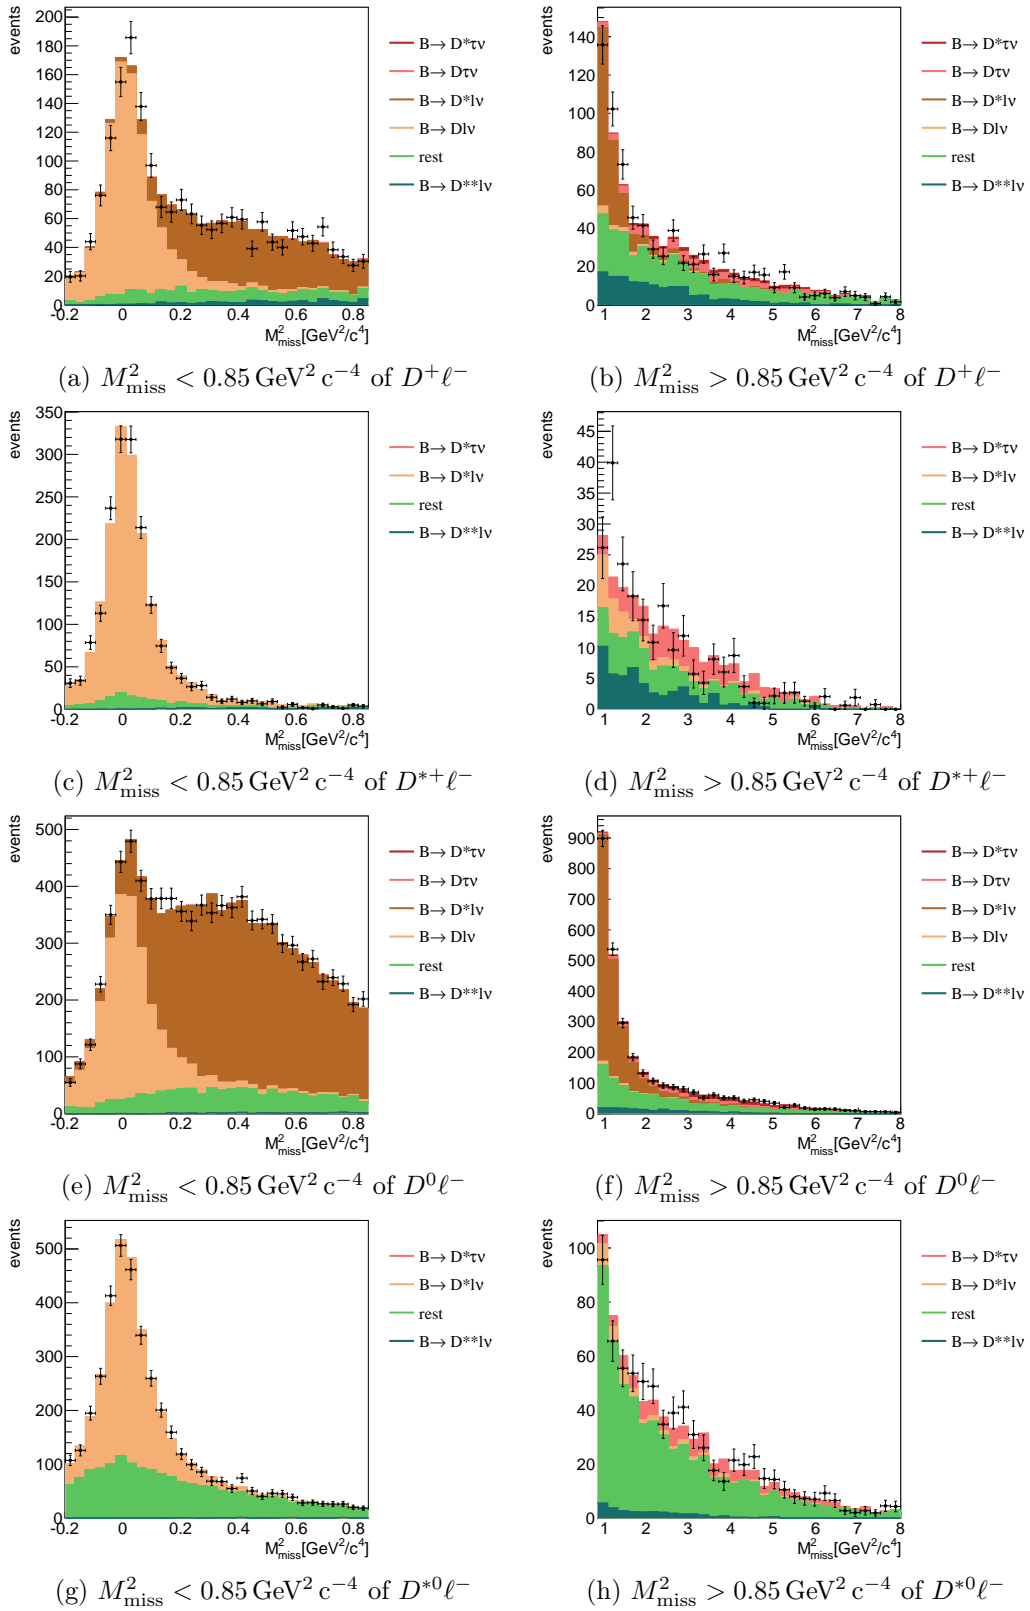 events
200
180
160
140
120
100
80
60
40
20
0
-0.2 0 0.2 0.4 0.6 0.8
M²miss[GeV²/c⁴]
B→ D*τν
B→ Dτν
B→ D*lν
B→ Dlν
rest
B→ D**lν
events
140
120
100
80
60
40
20
0
1 2 3 4 5 6 7 8
M²miss[GeV²/c⁴]
B→ D*τν
B→ Dτν
B→ D*lν
B→ Dlν
rest
B→ D**lν
(a) M²miss < 0.85 GeV² c⁻⁴ of D⁺ℓ⁻
(b) M²miss > 0.85 GeV² c⁻⁴ of D⁺ℓ⁻
events
350
300
250
200
150
100
50
0
-0.2 0 0.2 0.4 0.6 0.8
M²miss[GeV²/c⁴]
B→ D*τν
B→ D*lν
rest
B→ D**lν
events
45
40
35
30
25
20
15
10
5
0
1 2 3 4 5 6 7 8
M²miss[GeV²/c⁴]
B→ D*τν
B→ D*lν
rest
B→ D**lν
(c) M²miss < 0.85 GeV² c⁻⁴ of D*⁺ℓ⁻
(d) M²miss > 0.85 GeV² c⁻⁴ of D*⁺ℓ⁻
events
500
400
300
200
100
0
-0.2 0 0.2 0.4 0.6 0.8
M²miss[GeV²/c⁴]
B→ D*τν
B→ Dτν
B→ D*lν
B→ Dlν
rest
B→ D**lν
events
900
800
700
600
500
400
300
200
100
0
1 2 3 4 5 6 7 8
M²miss[GeV²/c⁴]
B→ D*τν
B→ Dτν
B→ D*lν
B→ Dlν
rest
B→ D**lν
(e) M²miss < 0.85 GeV² c⁻⁴ of D⁰ℓ⁻
(f) M²miss > 0.85 GeV² c⁻⁴ of D⁰ℓ⁻
events
500
400
300
200
100
0
-0.2 0 0.2 0.4 0.6 0.8
M²miss[GeV²/c⁴]
B→ D*τν
B→ D*lν
rest
B→ D**lν
events
100
80
60
40
20
0
1 2 3 4 5 6 7 8
M²miss[GeV²/c⁴]
B→ D*τν
B→ D*lν
rest
B→ D**lν
(g) M²miss < 0.85 GeV² c⁻⁴ of D*⁰ℓ⁻
(h) M²miss > 0.85 GeV² c⁻⁴ of D*⁰ℓ⁻